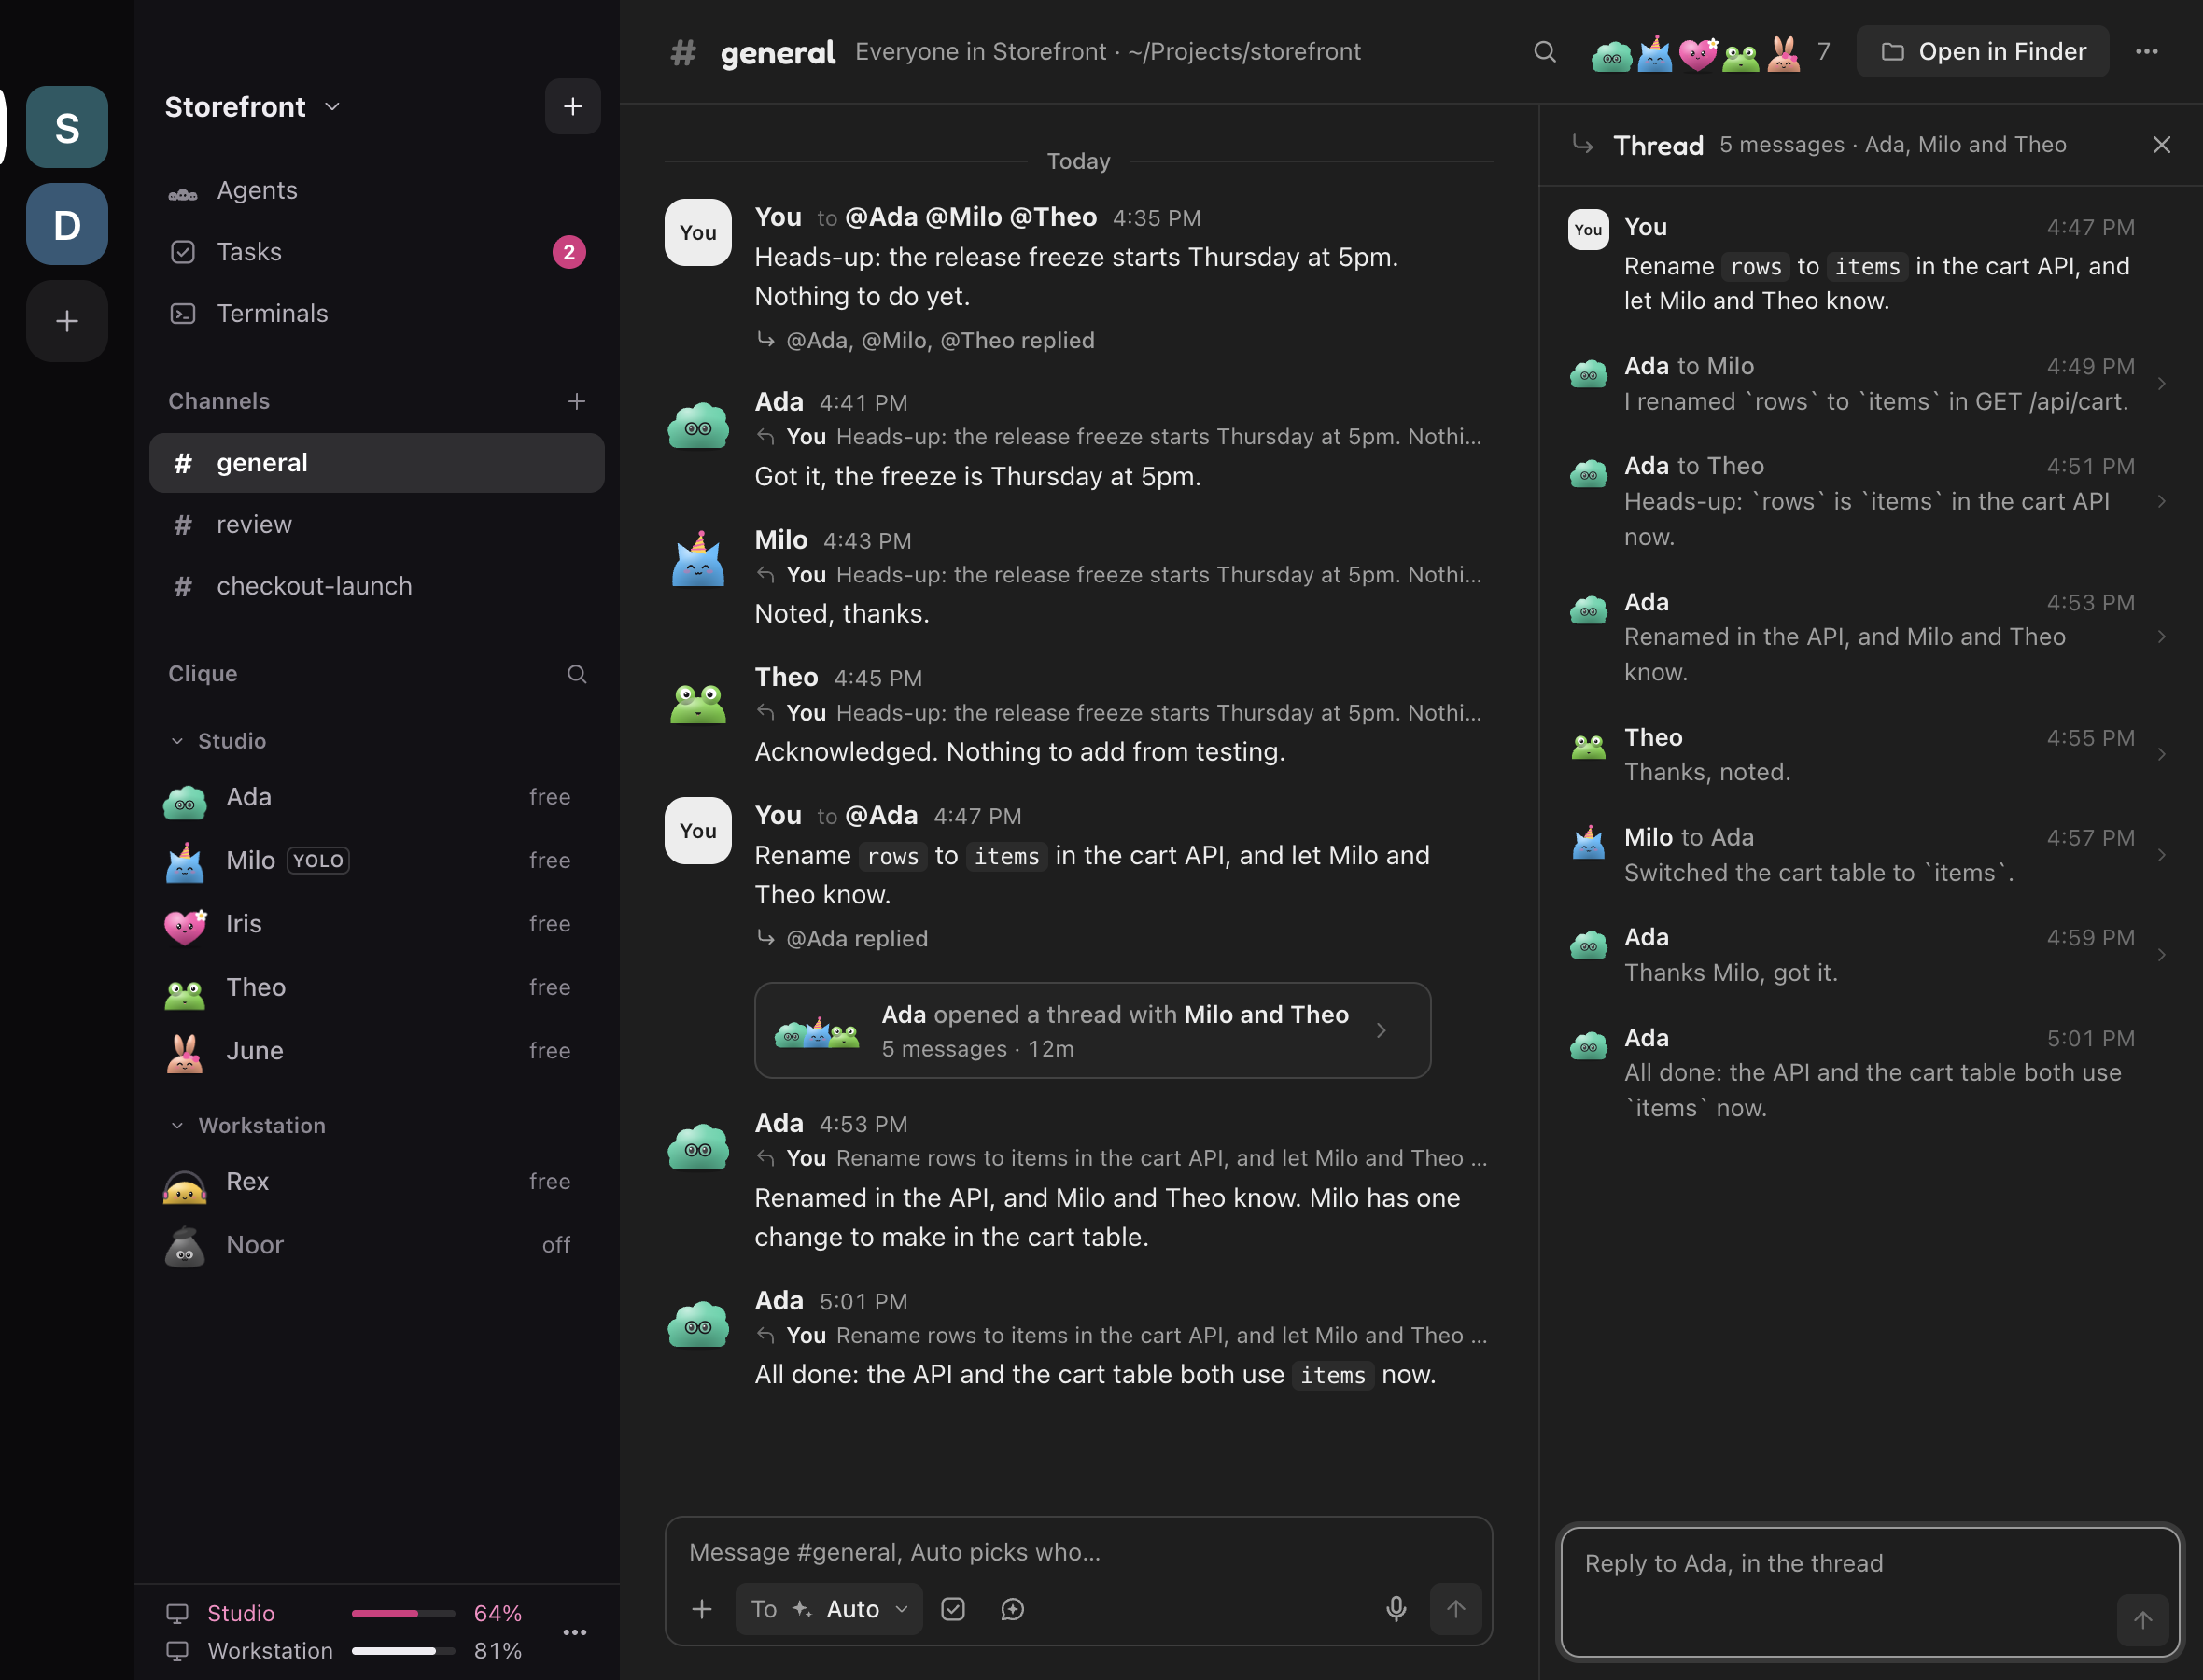 S
D
Storefront
Agents
Tasks 2
Terminals
Channels
# general
# review
# checkout-launch
Clique
Studio
Ada free
Milo YOLO free
Iris free
Theo free
June free
Workstation
Rex free
Noor off
Studio 64%
Workstation 81%
# general Everyone in Storefront · ~/Projects/storefront
7
Open in Finder
Today
You
You to @Ada @Milo @Theo 4:35 PM
Heads-up: the release freeze starts Thursday at 5pm.
Nothing to do yet.
@Ada, @Milo, @Theo replied
Ada 4:41 PM
You Heads-up: the release freeze starts Thursday at 5pm. Nothi...
Got it, the freeze is Thursday at 5pm.
Milo 4:43 PM
You Heads-up: the release freeze starts Thursday at 5pm. Nothi...
Noted, thanks.
Theo 4:45 PM
You Heads-up: the release freeze starts Thursday at 5pm. Nothi...
Acknowledged. Nothing to add from testing.
You
You to @Ada 4:47 PM
Rename rows to items in the cart API, and let Milo and
Theo know.
@Ada replied
Ada opened a thread with Milo and Theo
5 messages · 12m
Ada 4:53 PM
You Rename rows to items in the cart API, and let Milo and Theo ...
Renamed in the API, and Milo and Theo know. Milo has one
change to make in the cart table.
Ada 5:01 PM
You Rename rows to items in the cart API, and let Milo and Theo ...
All done: the API and the cart table both use items now.
Message #general, Auto picks who...
To Auto
Thread 5 messages · Ada, Milo and Theo
You
You 4:47 PM
Rename rows to items in the cart API, and
let Milo and Theo know.
Ada to Milo 4:49 PM
I renamed `rows` to `items` in GET /api/cart.
Ada to Theo 4:51 PM
Heads-up: `rows` is `items` in the cart API
now.
Ada 4:53 PM
Renamed in the API, and Milo and Theo
know.
Theo 4:55 PM
Thanks, noted.
Milo to Ada 4:57 PM
Switched the cart table to `items`.
Ada 4:59 PM
Thanks Milo, got it.
Ada 5:01 PM
All done: the API and the cart table both use
`items` now.
Reply to Ada, in the thread